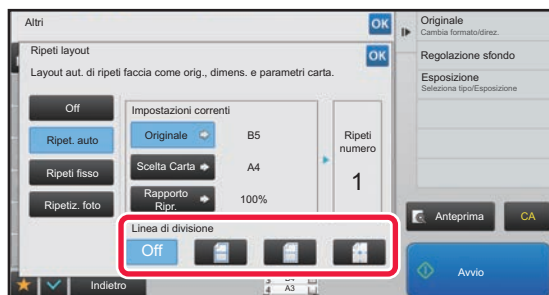 Altri
OK
Ripeti layout
OK
Layout aut. di ripeti faccia come orig., dimens. e parametri carta.
Off
Ripet. auto
Ripeti fisso
Ripetiz. foto
Impostazioni correnti
Originale
B5
Scelta Carta
A4
Rapporto
Ripr.
100%
Ripeti
numero
1
Linea di divisione
Off
Indietro
4 A3
Originale
Cambia formato/direz.
Regolazione sfondo
Esposizione
Seleziona tipo/Esposizione
Anteprima
CA
Avvio